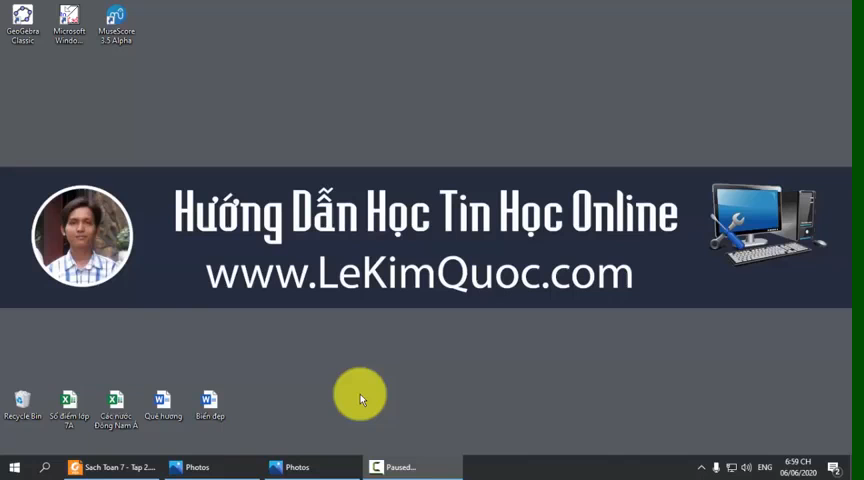 GeoGebra
Classic
Microsoft
Windo...
MuseScore
3.5 Alpha
Hướng Dẫn Học Tin Học Online
www.LeKimQuoc.com
Recycle Bin
Sổ điểm lớp
7A
Các nước
Đông Nam Á
Quê hương
Biển đẹp
Sach Toan 7 - Tap 2....
Photos
Photos
Paused...
ENG
6:59 CH
06/06/2020
2